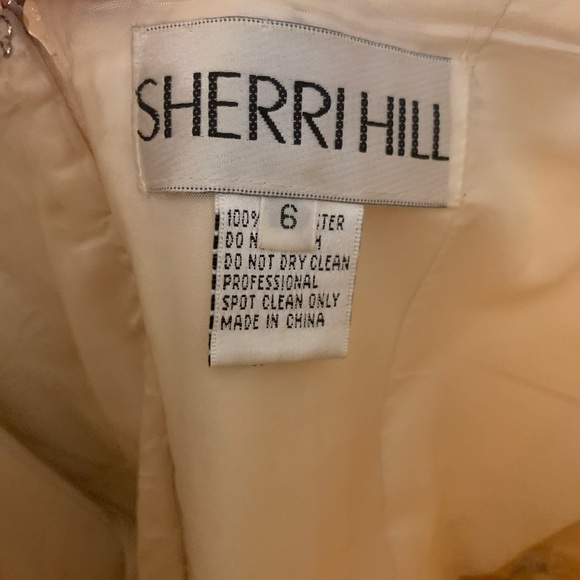 SHERRI HILL
6
100%
DO
DO NOT DRY CLEAN
PROFESSIONAL
SPOT CLEAN ONLY
MADE IN CHINA